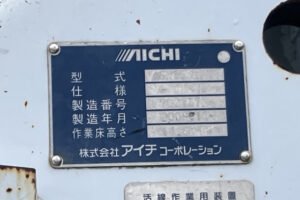 AICHI
型式
仕様
製造番号
製造年月
作業床高さ
株式会社アイチコーポレーション
活線作業用装置